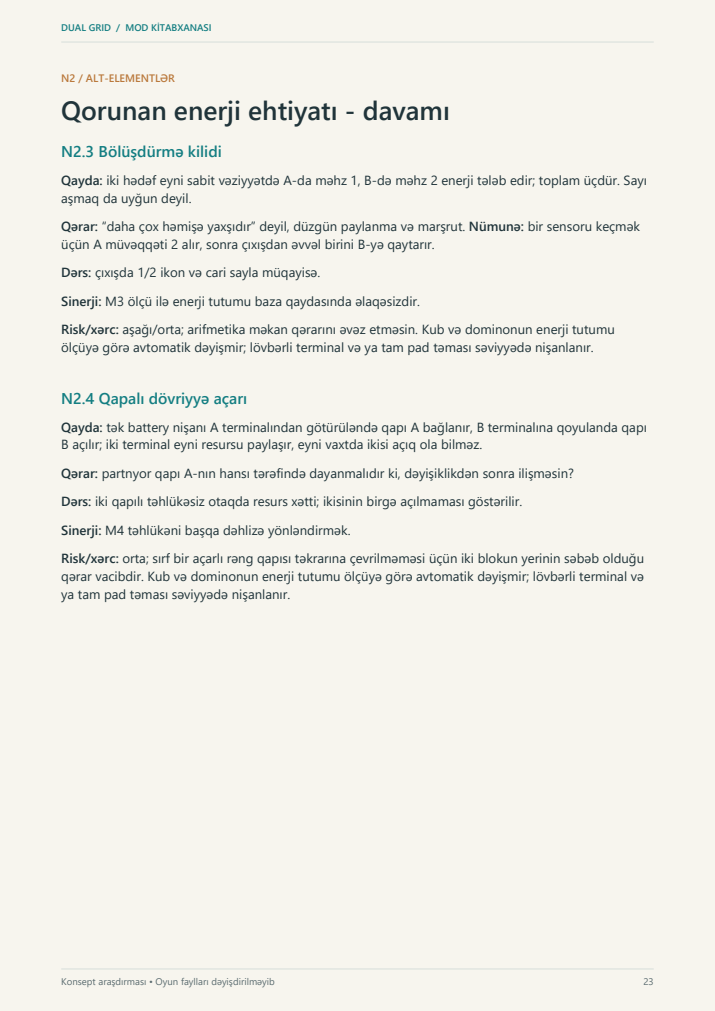 DUAL GRID / MOD KİTABXANASI
N2 / ALT-ELEMENTLƏR
Qorunan enerji ehtiyatı - davamı
N2.3 Bölüşdürmə kilidi
Qayda: iki hədəf eyni sabit vəziyyətdə A-da məhz 1, B-də məhz 2 enerji tələb edir; toplam üçdür. Sayı
aşmaq da uyğun deyil.
Qərar: "daha çox həmişə yaxşıdır" deyil, düzgün paylanma və marşrut. Nümunə: bir sensoru keçmək
üçün A müvəqqəti 2 alır, sonra çıxışdan əvvəl birini B-yə qaytarır.
Dərs: çıxışda 1/2 ikon və cari sayla müqayisə.
Sinerji: M3 ölçü ilə enerji tutumu baza qaydasında əlaqəsizdir.
Risk/xərc: aşağı/orta; arifmetika məkan qərarını əvəz etməsin. Kub və dominonun enerji tutumu
ölçüyə görə avtomatik dəyişmir; lövbərli terminal və ya tam pad təması səviyyədə nişanlanır.
N2.4 Qapalı dövriyyə açarı
Qayda: tək battery nişanı A terminalından götürüləndə qapı A bağlanır, B terminalına qoyulanda qapı
B açılır; iki terminal eyni resursu paylaşır, eyni vaxtda ikisi açıq ola bilməz.
Qərar: partnyor qapı A-nın hansı tərəfində dayanmalıdır ki, dəyişiklikdən sonra ilişməsin?
Dərs: iki qapılı təhlükəsiz otaqda resurs xətti; ikisinin birgə açılmaması göstərilir.
Sinerji: M4 təhlükəni başqa dəhlizə yönləndirmək.
Risk/xərc: orta; sırf bir açarlı rəng qapısı təkrarına çevrilməməsi üçün iki blokun yerinin səbəb olduğu
qərar vacibdir. Kub və dominonun enerji tutumu ölçüyə görə avtomatik dəyişmir; lövbərli terminal və
ya tam pad təması səviyyədə nişanlanır.
Konsept araşdırması • Oyun faylları dəyişdirilməyib
23